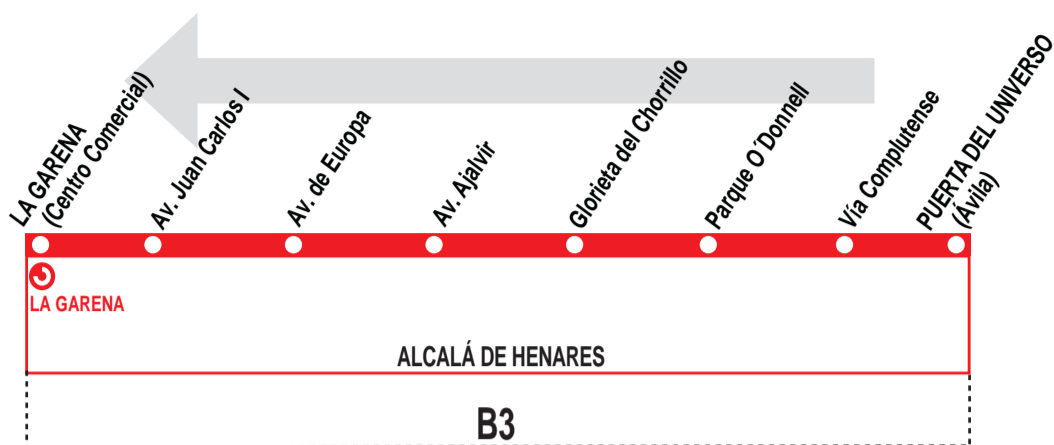 LA GARENA
(Centro Comercial)
Av. Juan Carlos I
Av. de Europa
Av. Ajalvir
Glorieta del Chorrillo
Parque O´Donnell
Vía Complutense
PUERTA DEL UNIVERSO
(Ávila)
LA GARENA
ALCALÁ DE HENARES
B3